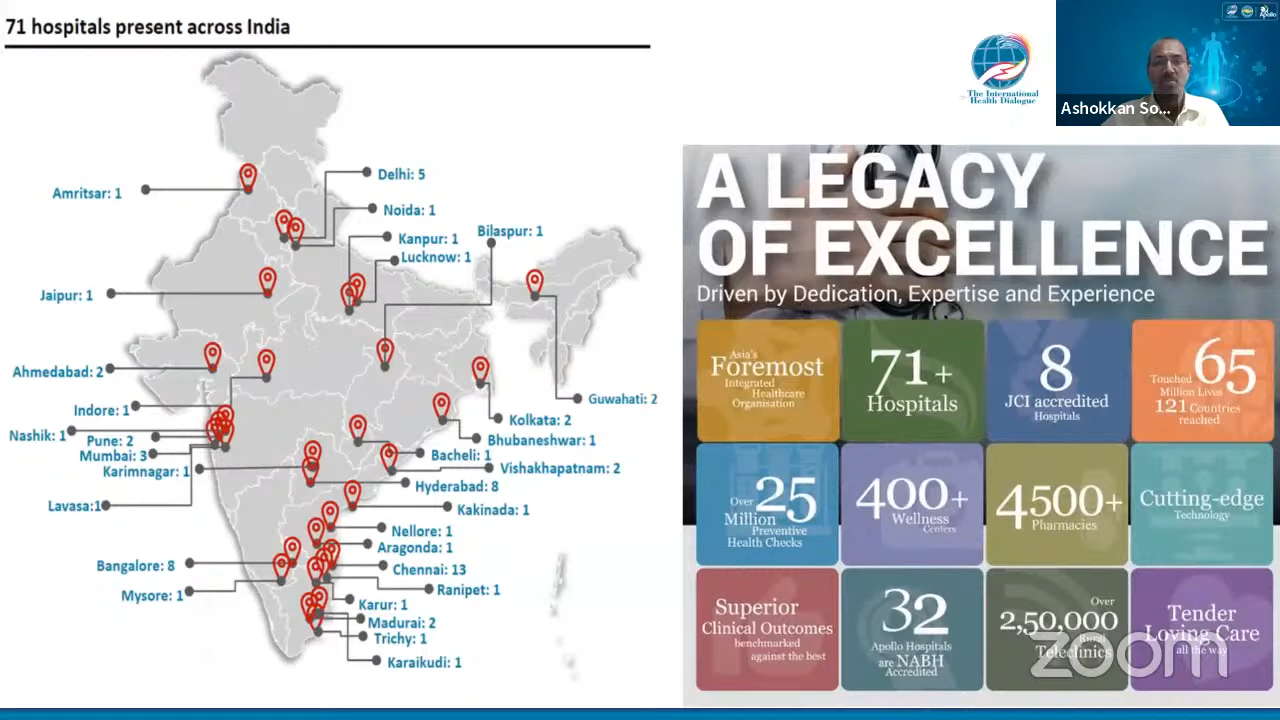 71 hospitals present across India
Amritsar: 1
Delhi: 5
Noida: 1
Kanpur: 1
Lucknow: 1
Bilaspur: 1
Jaipur: 1
Ahmedabad: 2
Indore: 1
Nashik: 1
Pune: 2
Mumbai: 3
Karimnagar: 1
Lavasa:1
Bangalore: 8
Mysore: 1
Guwahati: 2
Kolkata: 2
Bhubaneshwar: 1
Bacheli: 1
Vishakhapatnam: 2
Hyderabad: 8
Kakinada: 1
Nellore: 1
Aragonda: 1
Chennai: 13
Ranipet: 1
Karur: 1
Madurai: 2
Trichy: 1
Karaikudi: 1
The International
Health Dialogue
Apollo
Ashokkan So...
A LEGACY
OF EXCELLENCE
Driven by Dedication, Expertise and Experience
Asia's
Foremost
Integrated
Healthcare
Organisation
71+
Hospitals
8
JCI accredited
Hospitals
65
Touched
Million Lives
121 Countries
reached
Over 25
Million
Preventive
Health Checks
400+
Wellness
Centers
4500+
Pharmacies
Cutting-edge
Technology
Superior
Clinical Outcomes
benchmarked
against the best
32
Apollo Hospitals
are NABH
Accredited
Over
2,50,000
Rural
Teleclinics
Tender
Loving Care
all the way
zoom